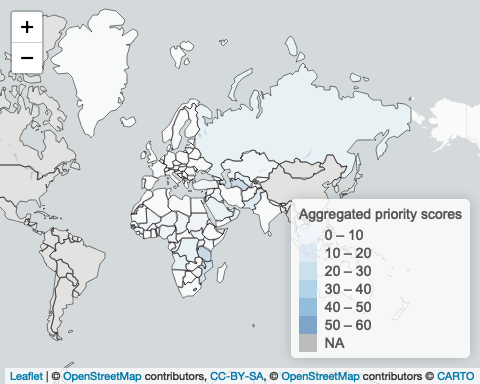 +
−
Aggregated priority scores
0 – 10
10 – 20
20 – 30
30 – 40
40 – 50
50 – 60
NA
Leaflet | © OpenStreetMap contributors, CC-BY-SA, © OpenStreetMap contributors © CARTO